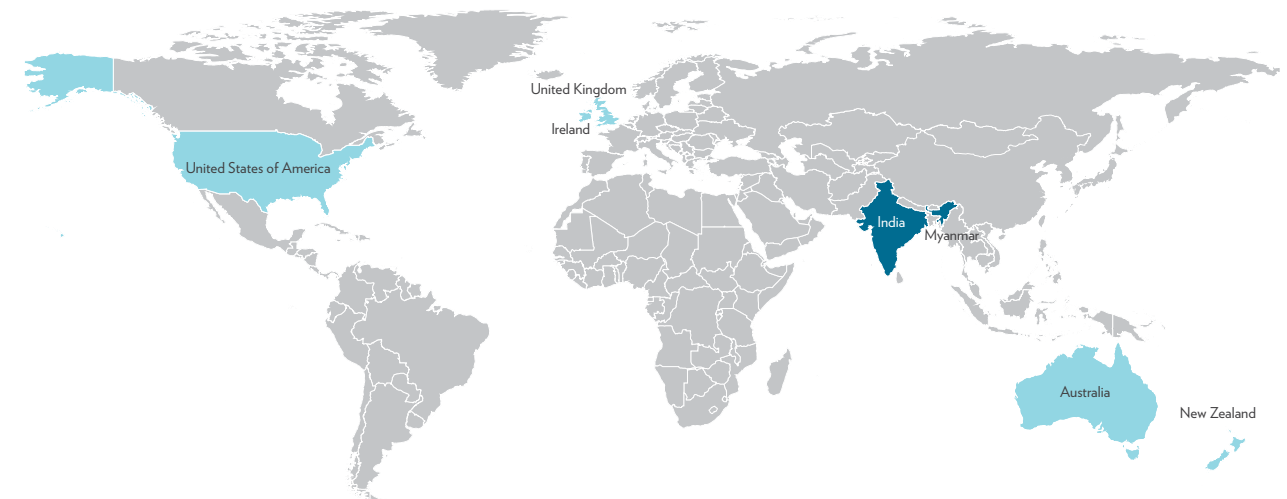 United Kingdom
Ireland
United States of America
India
Myanmar
Australia
New Zealand